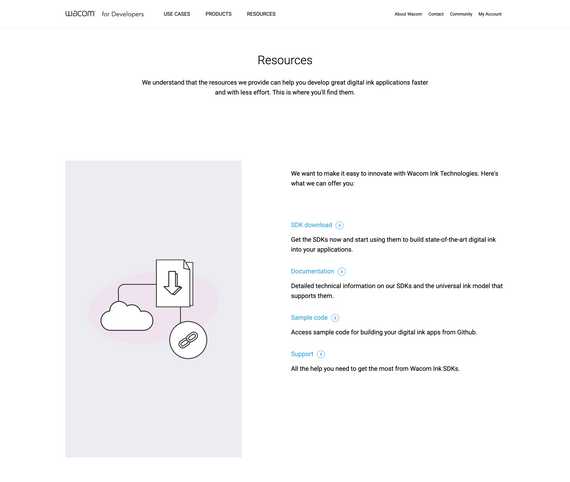 wacom for Developers USE CASES PRODUCTS RESOURCES About Wacom Contact Community My Account
Resources
We understand that the resources we provide can help you develop great digital ink applications faster
and with less effort. This is where you'll find them.
We want to make it easy to innovate with Wacom Ink Technologies. Here's
what we can offer you:
SDK download
Get the SDKs now and start using them to build state-of-the-art digital ink
into your applications.
Documentation
Detailed technical information on our SDKs and the universal ink model that
supports them.
Sample code
Access sample code for building your digital ink apps from Github.
Support
All the help you need to get the most from Wacom Ink SDKs.